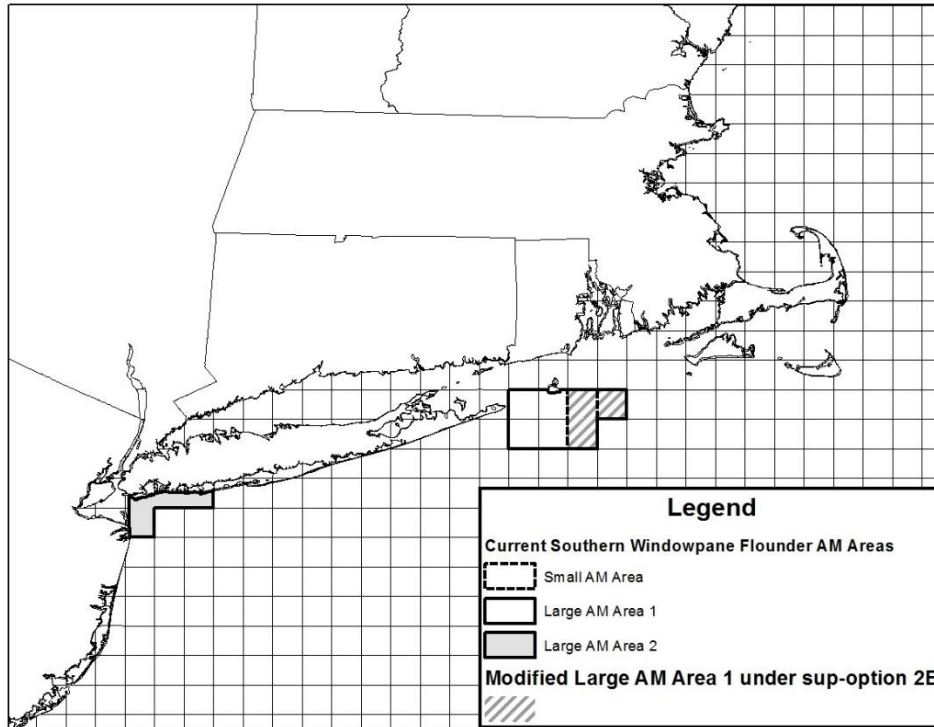 Legend
Current Southern Windowpane Flounder AM Areas
Small AM Area
Large AM Area 1
Large AM Area 2
Modified Large AM Area 1 under sup-option 2E